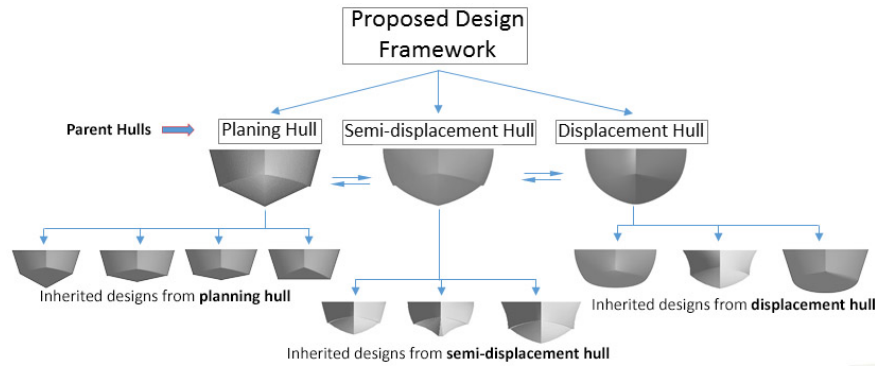 Proposed Design
Framework
Parent Hulls
Planing Hull
Semi-displacement Hull
Displacement Hull
Inherited designs from planning hull
Inherited designs from displacement hull
Inherited designs from semi-displacement hull